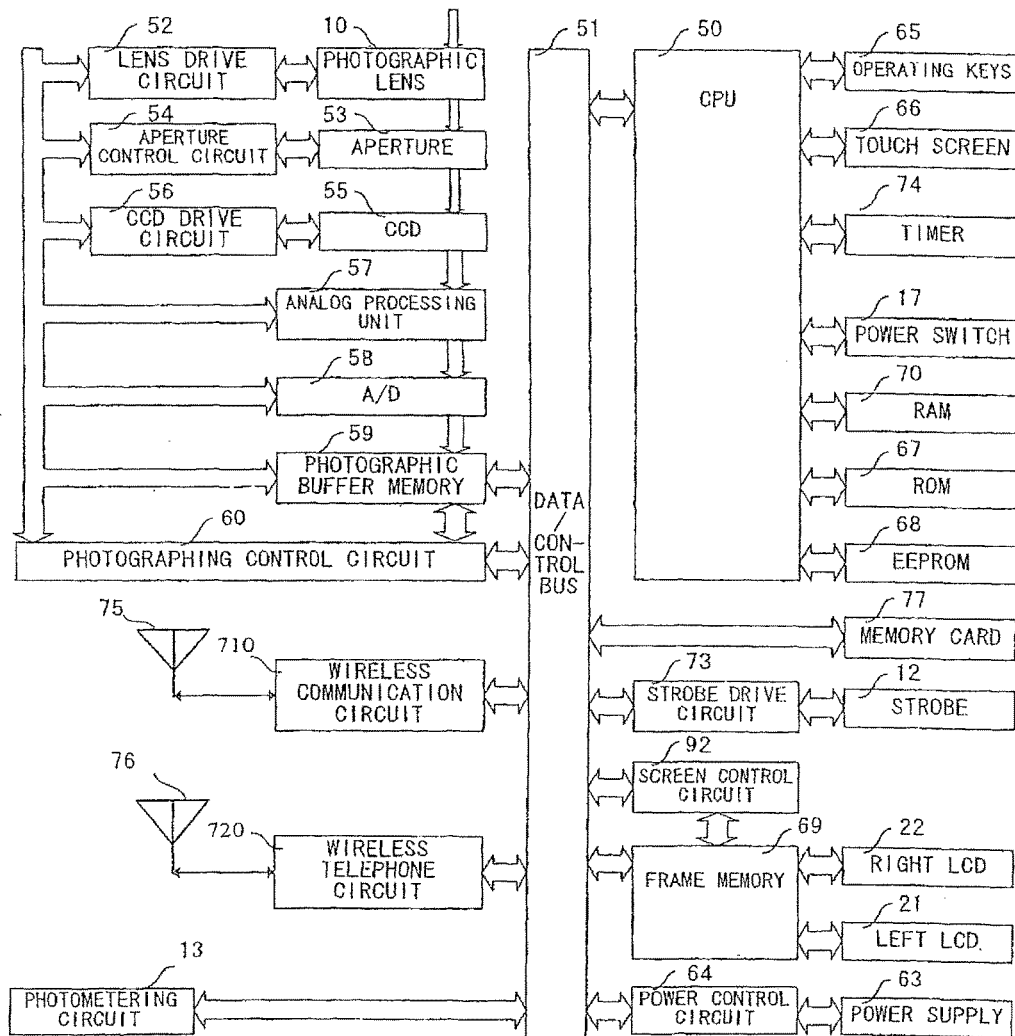 52
LENS DRIVE
CIRCUIT
10
PHOTOGRAPHIC
LENS
54
APERTURE
CONTROL CIRCUIT
53
APERTURE
56
CCD DRIVE
CIRCUIT
55
CCD
57
ANALOG PROCESSING
UNIT
58
A/D
59
PHOTOGRAPHIC
BUFFER MEMORY
60
PHOTOGRAPHING CONTROL CIRCUIT
75
710
WIRELESS
COMMUNICATION
CIRCUIT
76
720
WIRELESS
TELEPHONE
CIRCUIT
13
PHOTOMETERING
CIRCUIT
51
DATA
/
CON-
TROL
BUS
50
CPU
65
OPERATING KEYS
66
TOUCH SCREEN
74
TIMER
17
POWER SWITCH
70
RAM
67
ROM
68
EEPROM
77
MEMORY CARD
73
STROBE DRIVE
CIRCUIT
12
STROBE
92
SCREEN CONTROL
CIRCUIT
69
FRAME MEMORY
22
RIGHT LCD
21
LEFT LCD.
64
POWER CONTROL
CIRCUIT
63
POWER SUPPLY